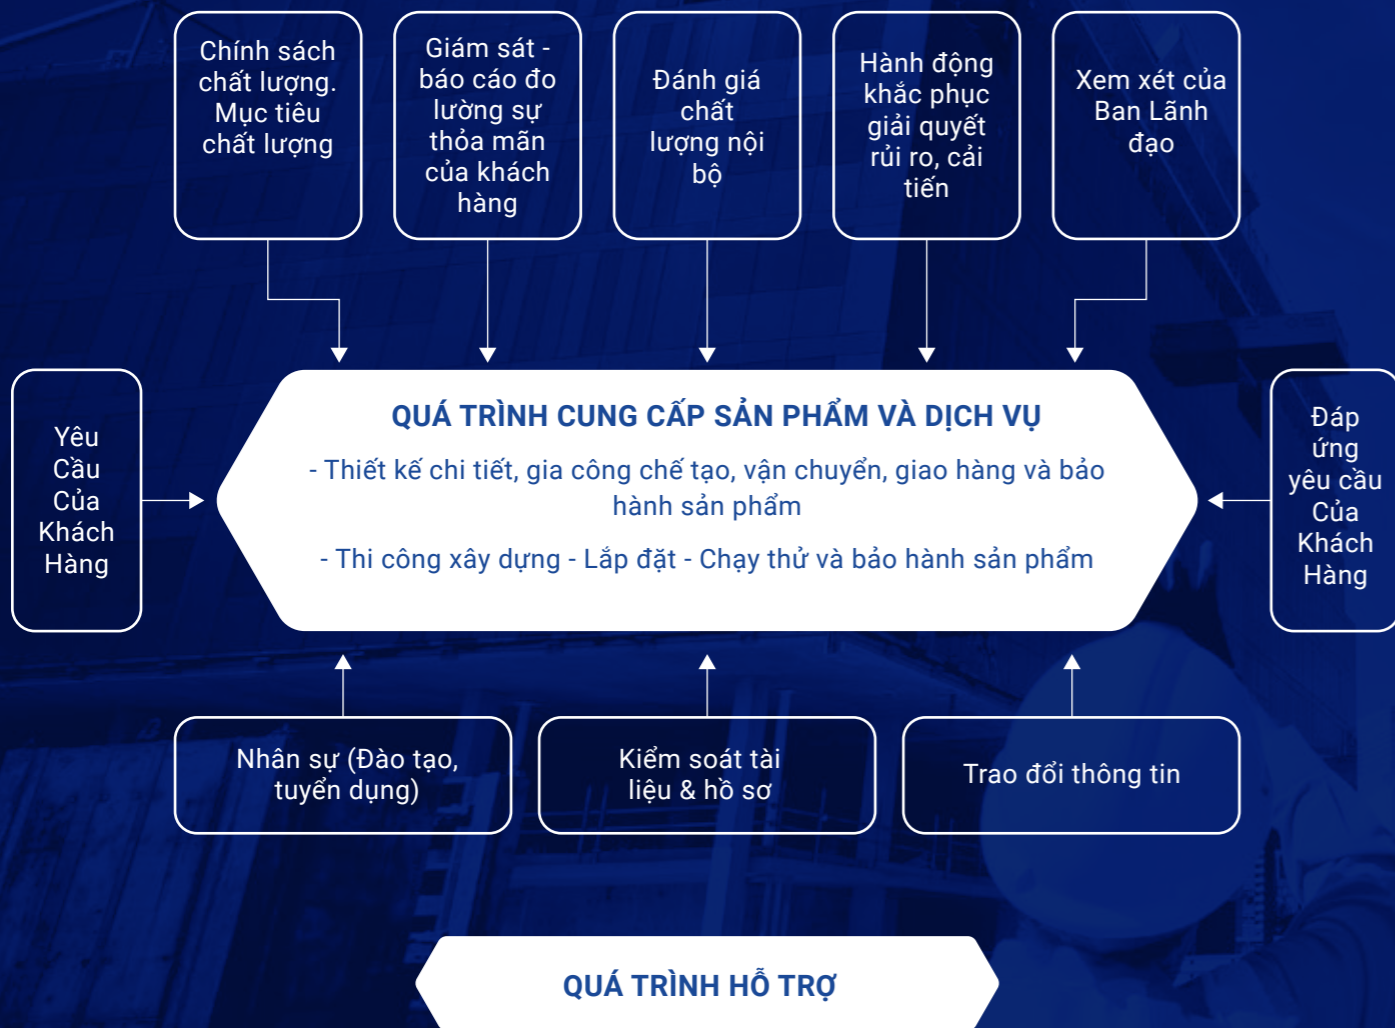 Chính sách
chất lượng.
Mục tiêu
chất lượng
Giám sát -
báo cáo đo
lường sự
thỏa mãn
của khách
hàng
Đánh giá
chất
lượng nội
bộ
Hành động
khắc phục
giải quyết
rủi ro, cải
tiến
Xem xét của
Ban Lãnh
đạo
Yêu
Cầu
Của
Khách
Hàng
QUÁ TRÌNH CUNG CẤP SẢN PHẨM VÀ DỊCH VỤ
- Thiết kế chi tiết, gia công chế tạo, vận chuyển, giao hàng và bảo
hành sản phẩm
- Thi công xây dựng - Lắp đặt - Chạy thử và bảo hành sản phẩm
Đáp
ứng
yêu cầu
Của
Khách
Hàng
Nhân sự (Đào tạo,
tuyển dụng)
Kiểm soát tài
liệu & hồ sơ
Trao đổi thông tin
QUÁ TRÌNH HỖ TRỢ